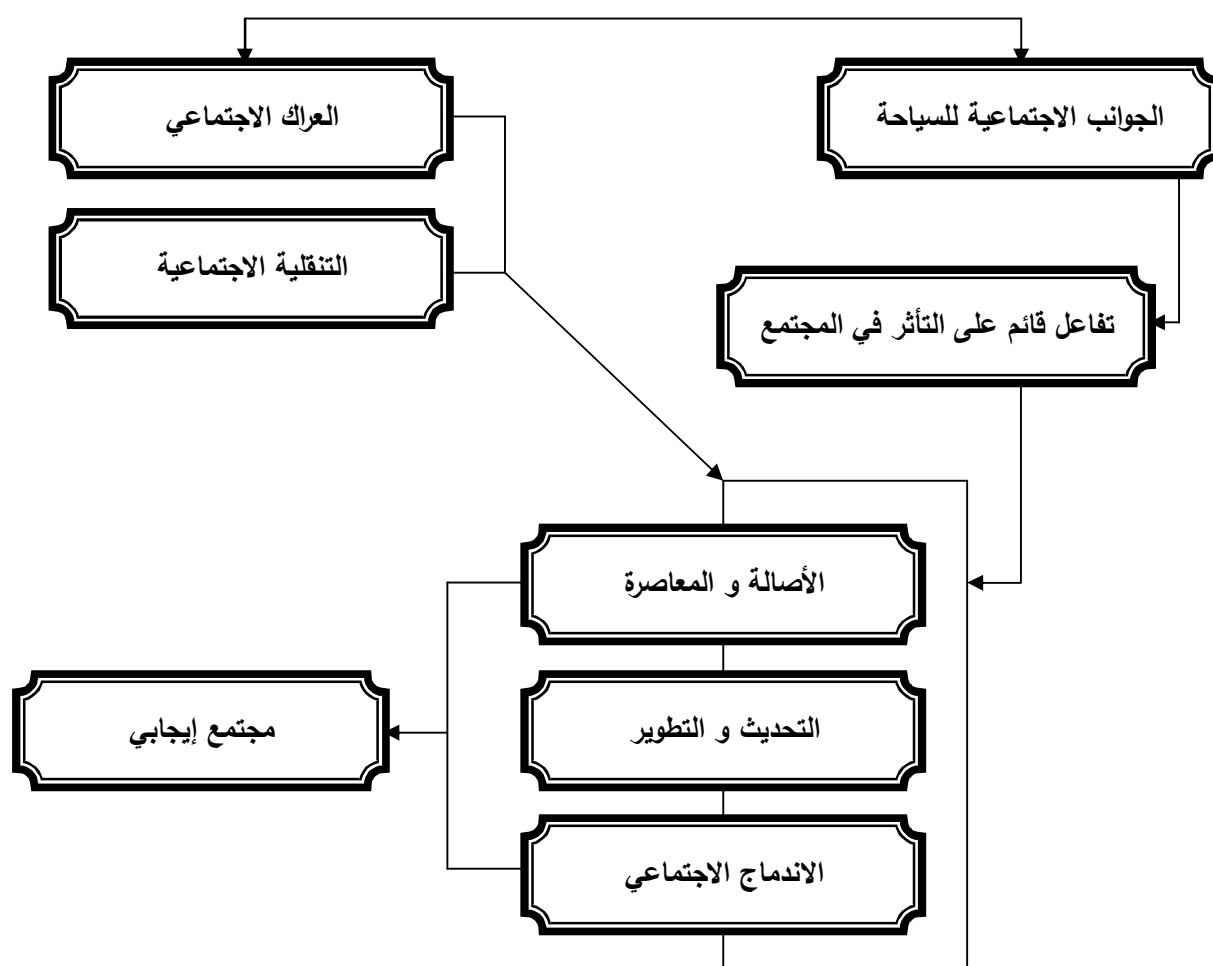 الجوانب الاجتماعية للسياحة
العراك الاجتماعي
التنقلية الاجتماعية
تفاعل قائم على التأثر في المجتمع
الأصالة و المعاصرة
التحديث و التطوير
مجتمع إيجابي
الاندماج الاجتماعي